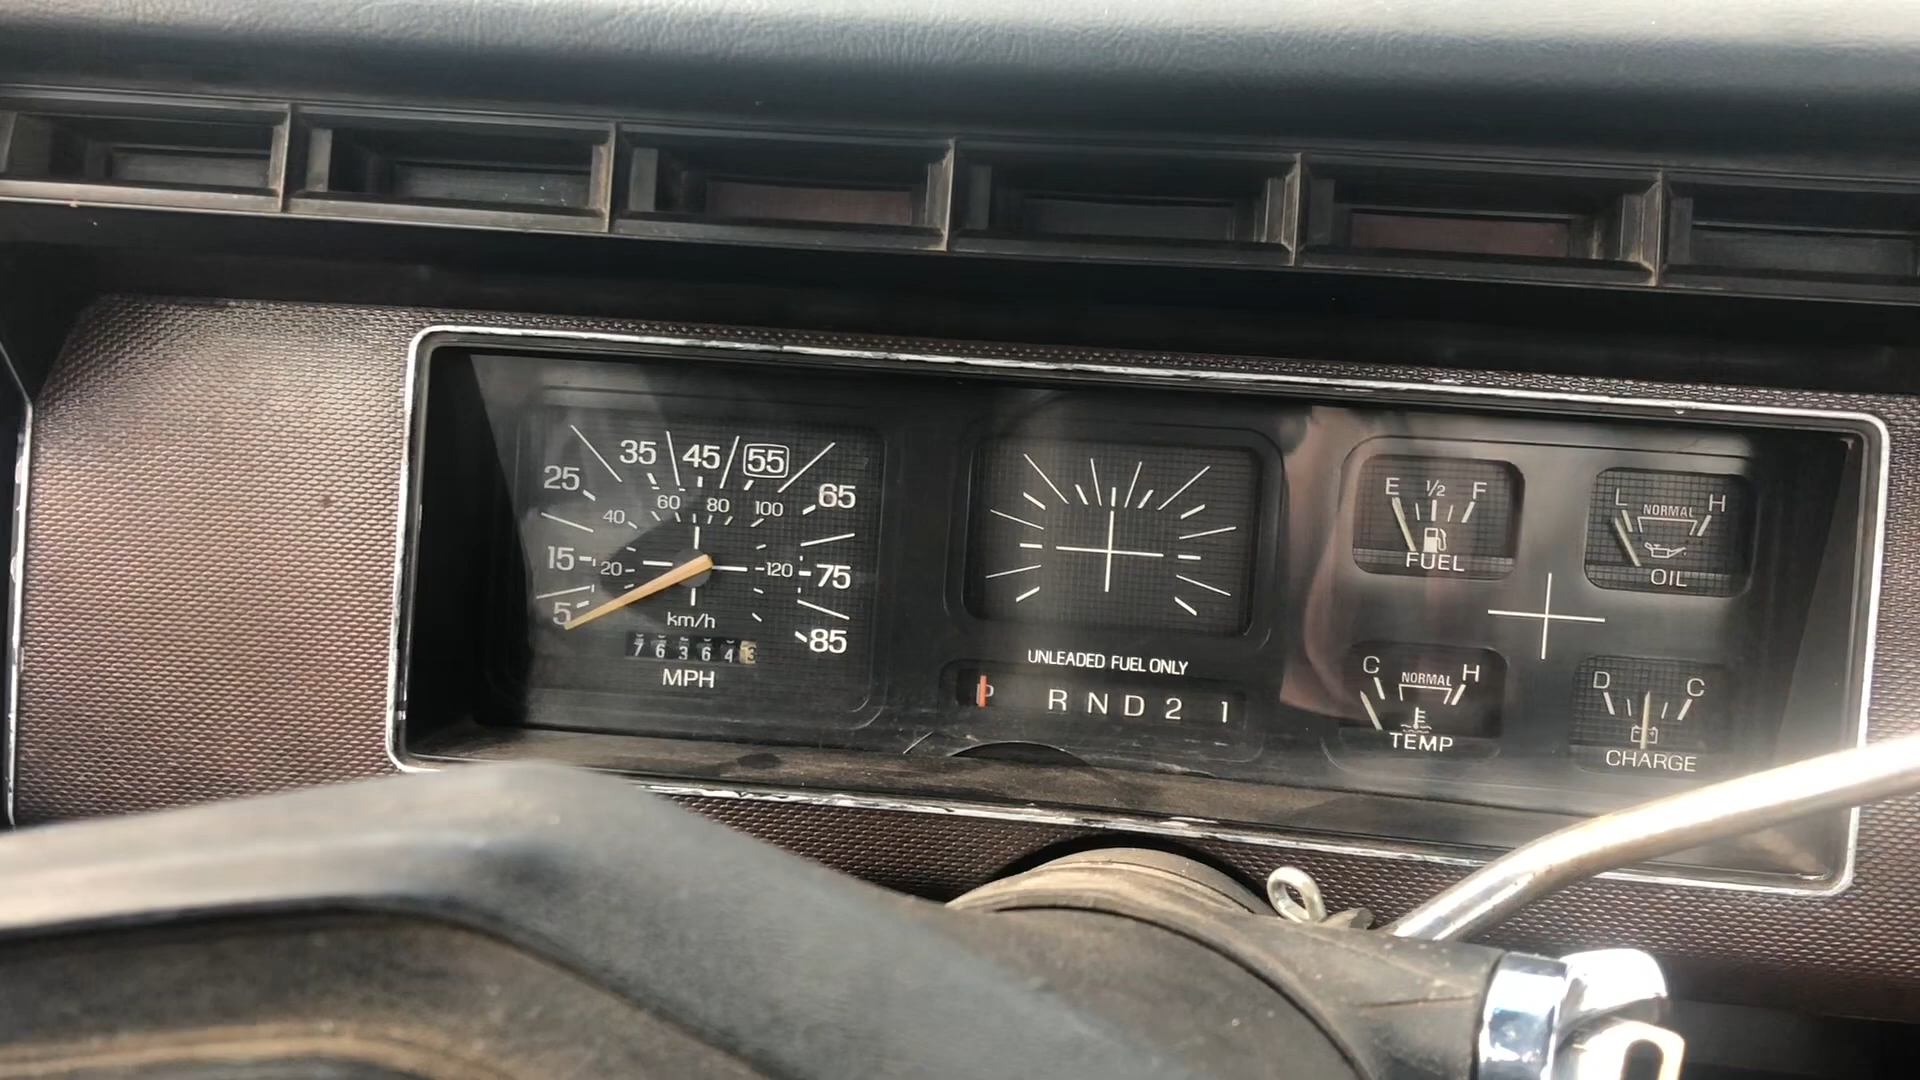 25 35 45 55 65
15 75
5 85
20 40 60 80 100 120
km/h
76364
MPH
UNLEADED FUEL ONLY
P R N D 2 1
E 1/2 F
FUEL
L NORMAL H
OIL
C NORMAL H
TEMP
D C
CHARGE